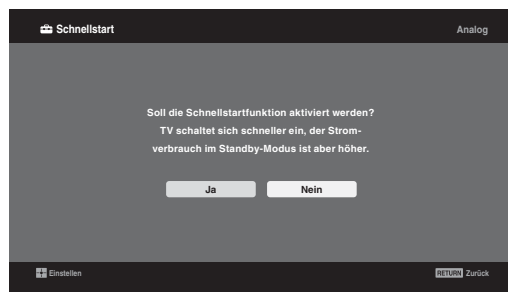 Schnellstart
Analog
Soll die Schnellstartfunktion aktiviert werden?
TV schaltet sich schneller ein, der Strom-
verbrauch im Standby-Modus ist aber höher.
Ja Nein
Einstellen RETURN Zurück